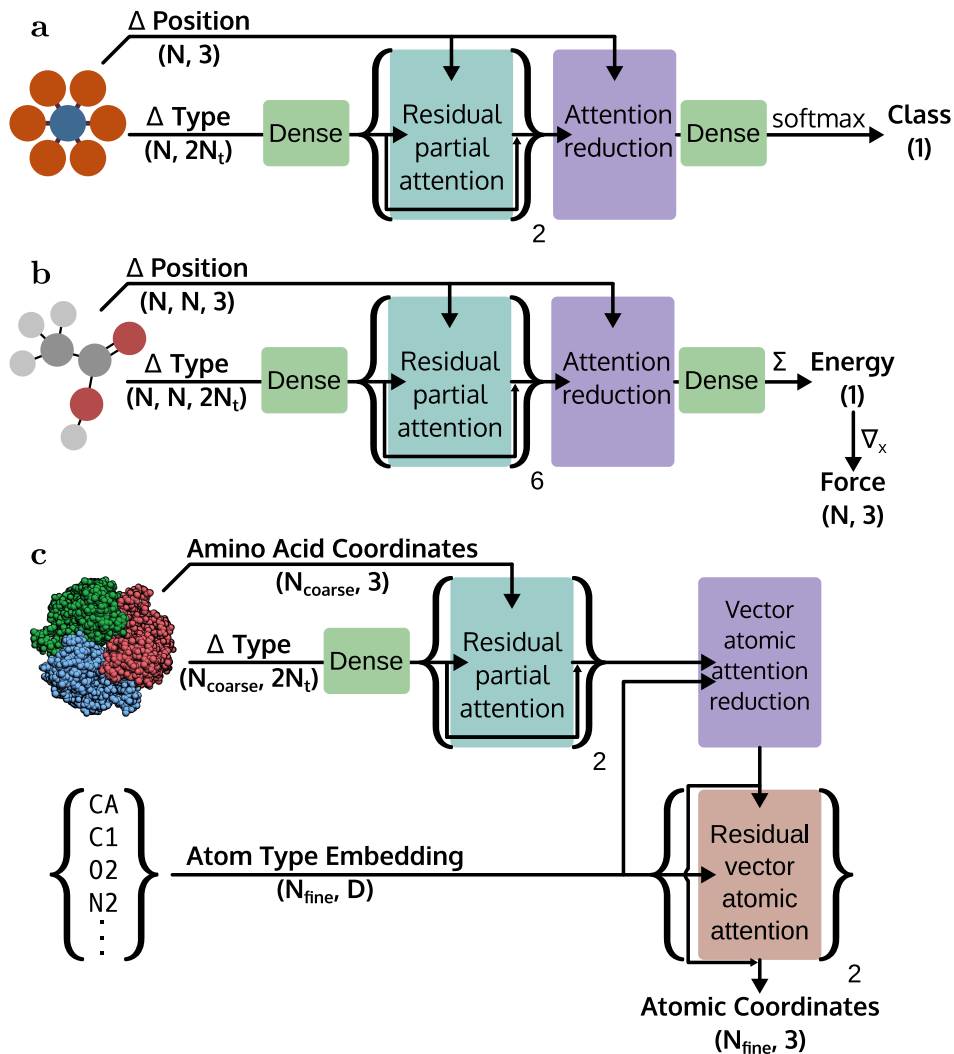 a
Δ Position
(N, 3)
Δ Type
(N, 2Nt)
Dense
Residual
partial
attention
2
Attention
reduction
Dense
softmax
Class
(1)
b
Δ Position
(N, N, 3)
Δ Type
(N, N, 2Nt)
Dense
Residual
partial
attention
6
Attention
reduction
Dense
Σ
Energy
(1)
∇x
Force
(N, 3)
c
Amino Acid Coordinates
(Ncoarse, 3)
Δ Type
(Ncoarse, 2Nt)
Dense
Residual
partial
attention
2
Vector
atomic
attention
reduction
CA
C1
O2
N2
Atom Type Embedding
(Nfine, D)
Residual
vector
atomic
attention
2
Atomic Coordinates
(Nfine, 3)